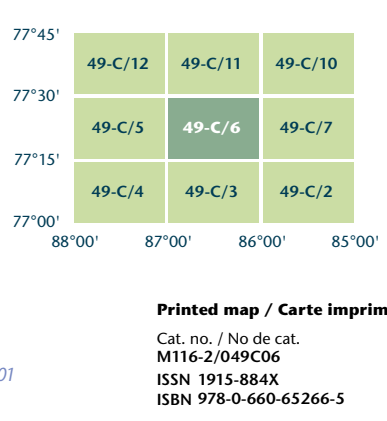 77°45'
49-C/12 49-C/11 49-C/10
77°30'
49-C/5 49-C/6 49-C/7
77°15'
49-C/4 49-C/3 49-C/2
77°00'
88°00' 87°00' 86°00' 85°00'
Printed map / Carte imprim
Cat. no. / No de cat.
M116-2/049C06
01
ISSN 1915-884X
ISBN 978-0-660-65266-5